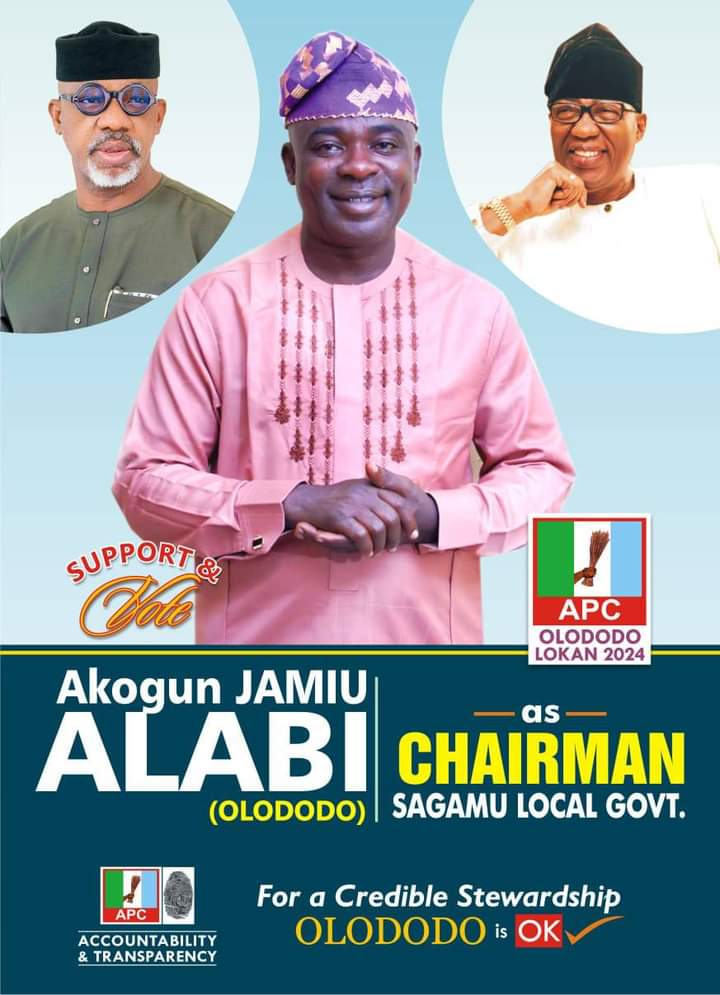 SUPPORT &
Vote
APC
OLODODO
LOKAN 2024
Akogun JAMIU
ALABI
(OLODODO)
as
CHAIRMAN
SAGAMU LOCAL GOVT.
APC
ACCOUNTABILITY
& TRANSPARENCY
For a Credible Stewardship
OLODODO is OK